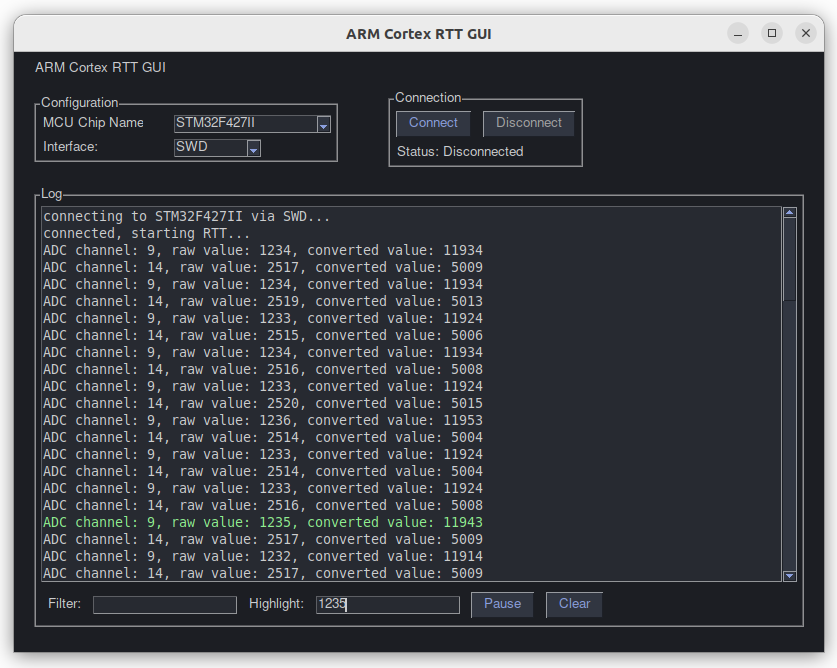 ARM Cortex RTT GUI
ARM Cortex RTT GUI
Configuration
MCU Chip Name STM32F427II
Interface: SWD
Connection
Connect Disconnect
Status: Disconnected
Log
connecting to STM32F427II via SWD...
connected, starting RTT...
ADC channel: 9, raw value: 1234, converted value: 11934
ADC channel: 14, raw value: 2517, converted value: 5009
ADC channel: 9, raw value: 1234, converted value: 11934
ADC channel: 14, raw value: 2519, converted value: 5013
ADC channel: 9, raw value: 1233, converted value: 11924
ADC channel: 14, raw value: 2515, converted value: 5006
ADC channel: 9, raw value: 1234, converted value: 11934
ADC channel: 14, raw value: 2516, converted value: 5008
ADC channel: 9, raw value: 1233, converted value: 11924
ADC channel: 14, raw value: 2520, converted value: 5015
ADC channel: 9, raw value: 1236, converted value: 11953
ADC channel: 14, raw value: 2514, converted value: 5004
ADC channel: 9, raw value: 1233, converted value: 11924
ADC channel: 14, raw value: 2514, converted value: 5004
ADC channel: 9, raw value: 1233, converted value: 11924
ADC channel: 14, raw value: 2516, converted value: 5008
ADC channel: 9, raw value: 1235, converted value: 11943
ADC channel: 14, raw value: 2517, converted value: 5009
ADC channel: 9, raw value: 1232, converted value: 11914
ADC channel: 14, raw value: 2517, converted value: 5009
Filter: Highlight: 1235 Pause Clear